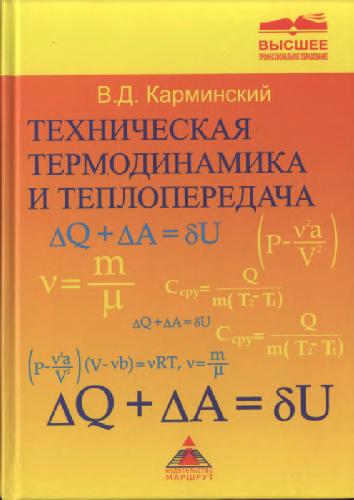 ВЫСШЕЕ
ПРОФЕССИОНАЛЬНОЕ ОБРАЗОВАНИЕ
В.Д. Карминский
ТЕХНИЧЕСКАЯ
ТЕРМОДИНАМИКА
И ТЕПЛОПЕРЕДАЧА
ΔQ + ΔA = δU
(P - ν²a/V²)
ν = m/μ
Cсру = Q/m(T₂ - T₁)
ΔQ + ΔA = δU
Cсру = Q/m(T₂ - T₁)
(P - ν²a/V²)(V - νb) = νRT, ν = m/μ
ΔQ + ΔA = δU
ИЗДАТЕЛЬСТВО
МАРШРУТ